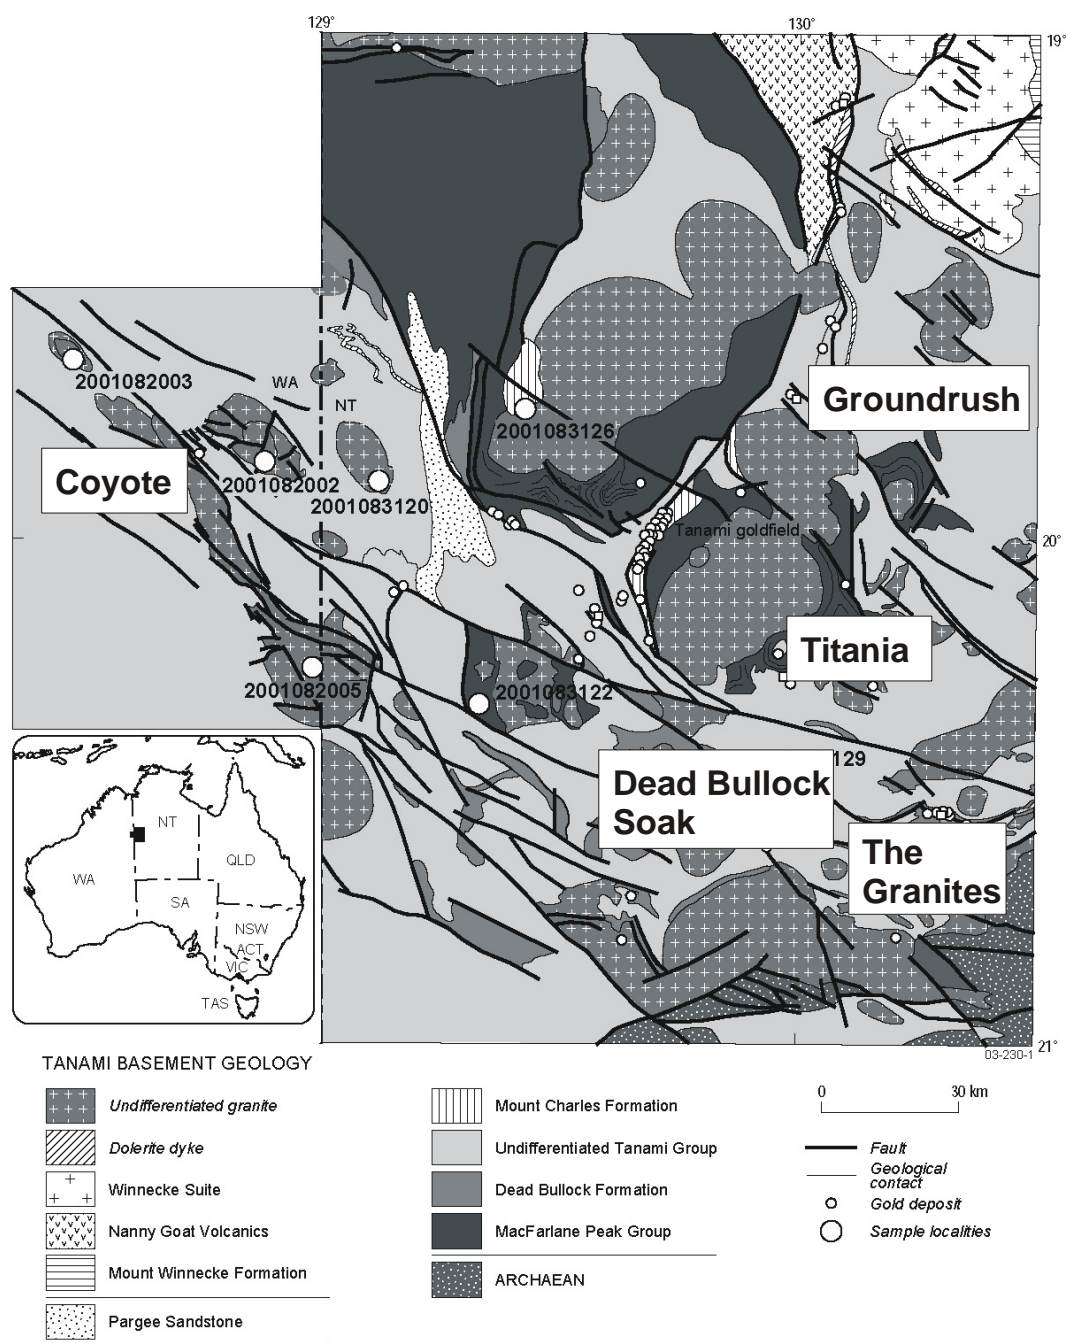 129°
130°
19°
2001082003
WA
NT
Groundrush
2001083126
Coyote
2001082002
2001083120
Tanami goldfield
20°
Titania
2001082005
2001083122
129
Dead Bullock
Soak
The
Granites
NT
WA
QLD
SA
NSW
ACT
VIC
TAS
21°
03-230-1
TANAMI BASEMENT GEOLOGY
Undifferentiated granite
Dolerite dyke
Winnecke Suite
Nanny Goat Volcanics
Mount Winnecke Formation
Pargee Sandstone
Mount Charles Formation
Undifferentiated Tanami Group
Dead Bullock Formation
MacFarlane Peak Group
ARCHAEAN
0 30 km
Fault
Geological
contact
Gold deposit
Sample localities